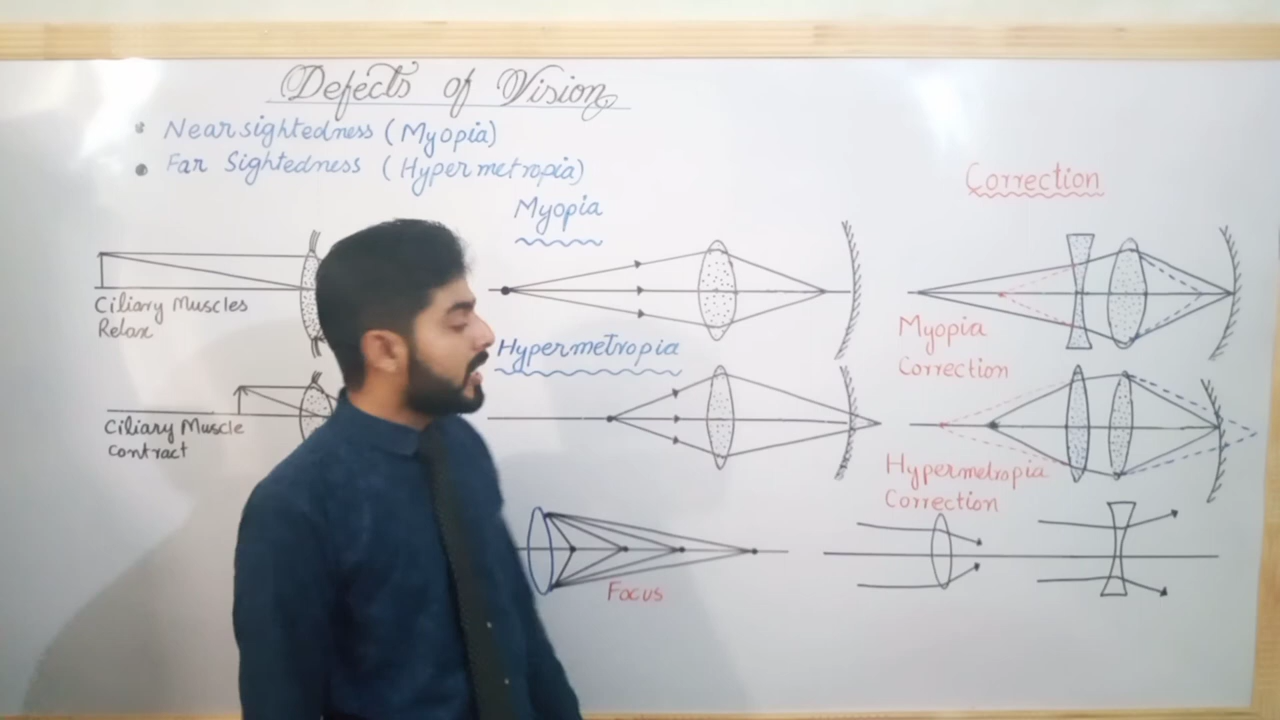 Defects of Vision
Nearsightedness (Myopia)
Far Sightedness (Hypermetropia)
Myopia
Correction
Ciliary Muscles
Relax
Hypermetropia
Myopia
Correction
Ciliary Muscle
contract
Hypermetropia
Correction
Focus